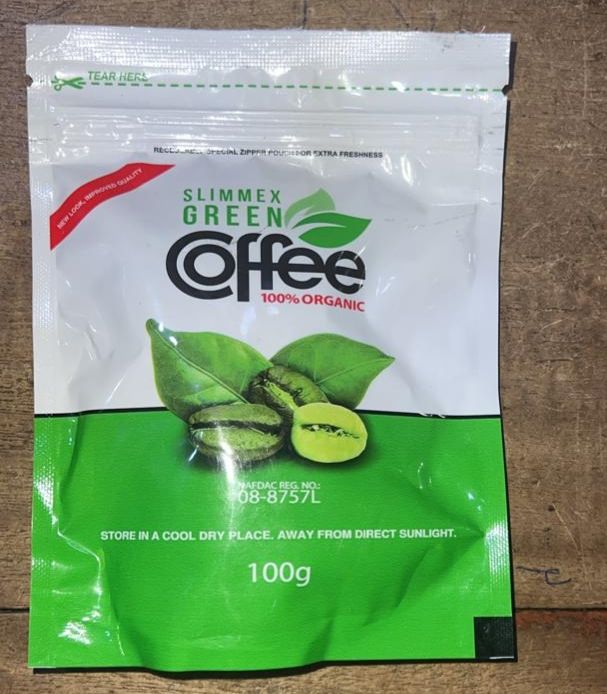 TEAR HERE
SPECIAL ZIPPER POUCH FOR EXTRA FRESHNESS
NEW LOOK, IMPROVED QUALITY
SLIMMEX
GREEN
Coffee
100% ORGANIC
NAFDAC REG. NO.:
08-8757L
STORE IN A COOL DRY PLACE. AWAY FROM DIRECT SUNLIGHT.
100g